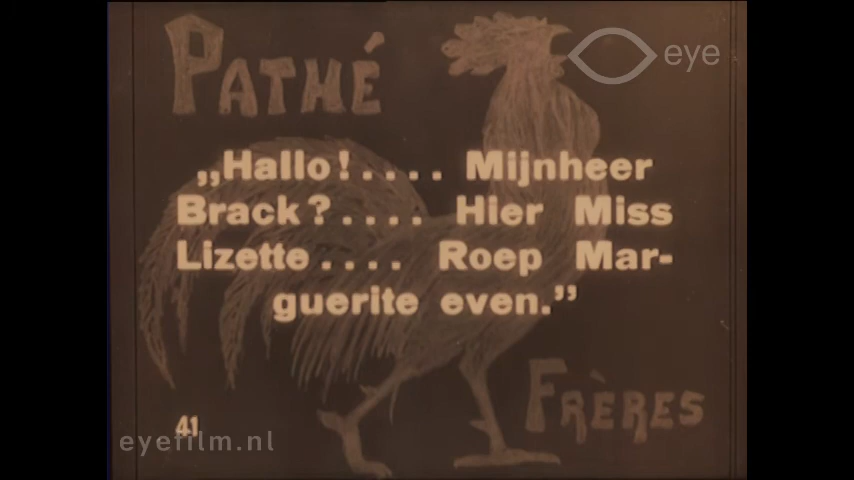 PATHÉ
eye
„Hallo!.... Mijnheer
Brack?.... Hier Miss
Lizette.... Roep Mar-
guerite even.”
FRÈRES
41
eyefilm.nl